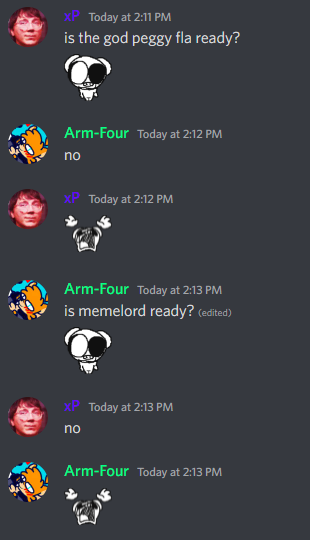 xP Today at 2:11 PM
is the god peggy fla ready?
Arm-Four Today at 2:12 PM
no
xP Today at 2:12 PM
Arm-Four Today at 2:13 PM
is memelord ready? (edited)
xP Today at 2:13 PM
no
Arm-Four Today at 2:13 PM